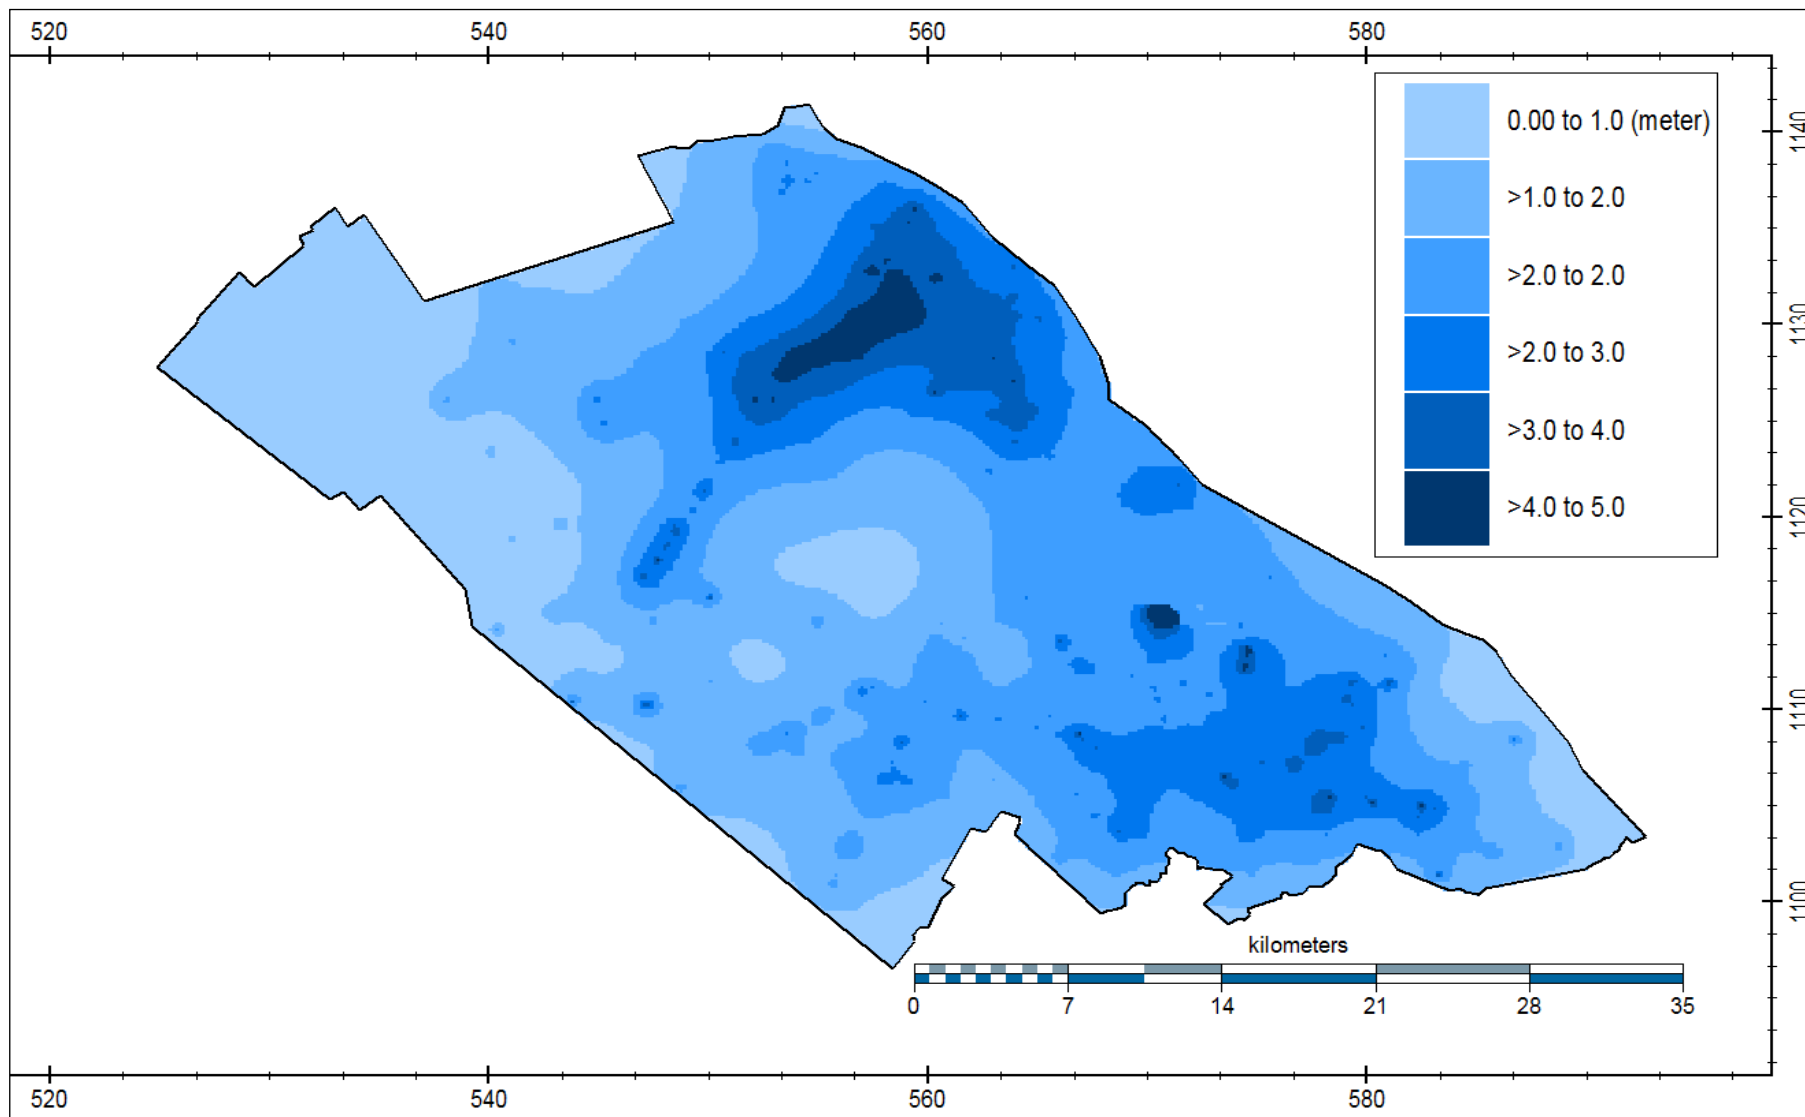 520 540 560 580
0.00 to 1.0 (meter)
>1.0 to 2.0
>2.0 to 2.0
>2.0 to 3.0
>3.0 to 4.0
>4.0 to 5.0
1140
1130
1120
1110
1100
kilometers
0 7 14 21 28 35
520 540 560 580